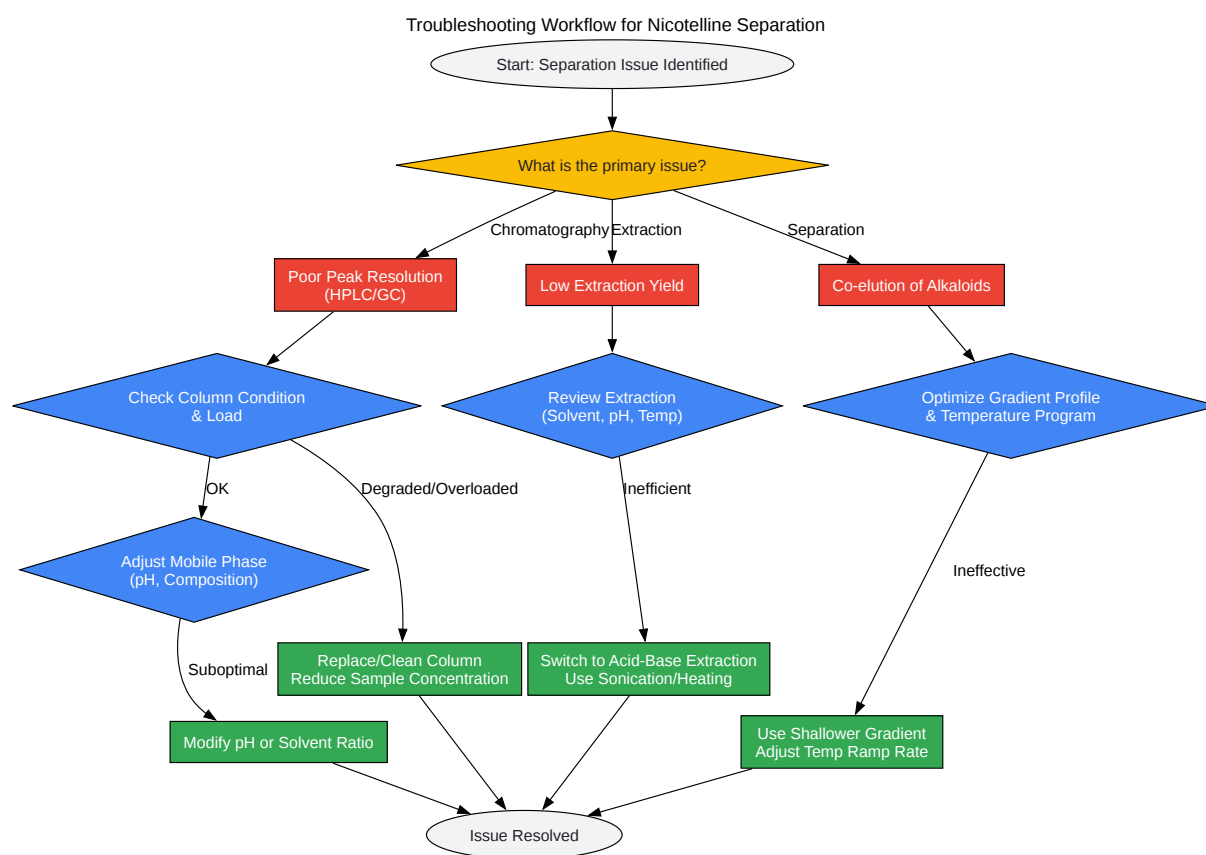 Troubleshooting Workflow for Nicotelline Separation
Start: Separation Issue Identified
What is the primary issue?
Chromatography
Extraction
Separation
Poor Peak Resolution
(HPLC/GC)
Low Extraction Yield
Co-elution of Alkaloids
Check Column Condition
& Load
Review Extraction
(Solvent, pH, Temp)
Optimize Gradient Profile
& Temperature Program
OK
Degraded/Overloaded
Inefficient
Adjust Mobile Phase
(pH, Composition)
Ineffective
Suboptimal
Replace/Clean Column
Reduce Sample Concentration
Switch to Acid-Base Extraction
Use Sonication/Heating
Modify pH or Solvent Ratio
Use Shallower Gradient
Adjust Temp Ramp Rate
Issue Resolved